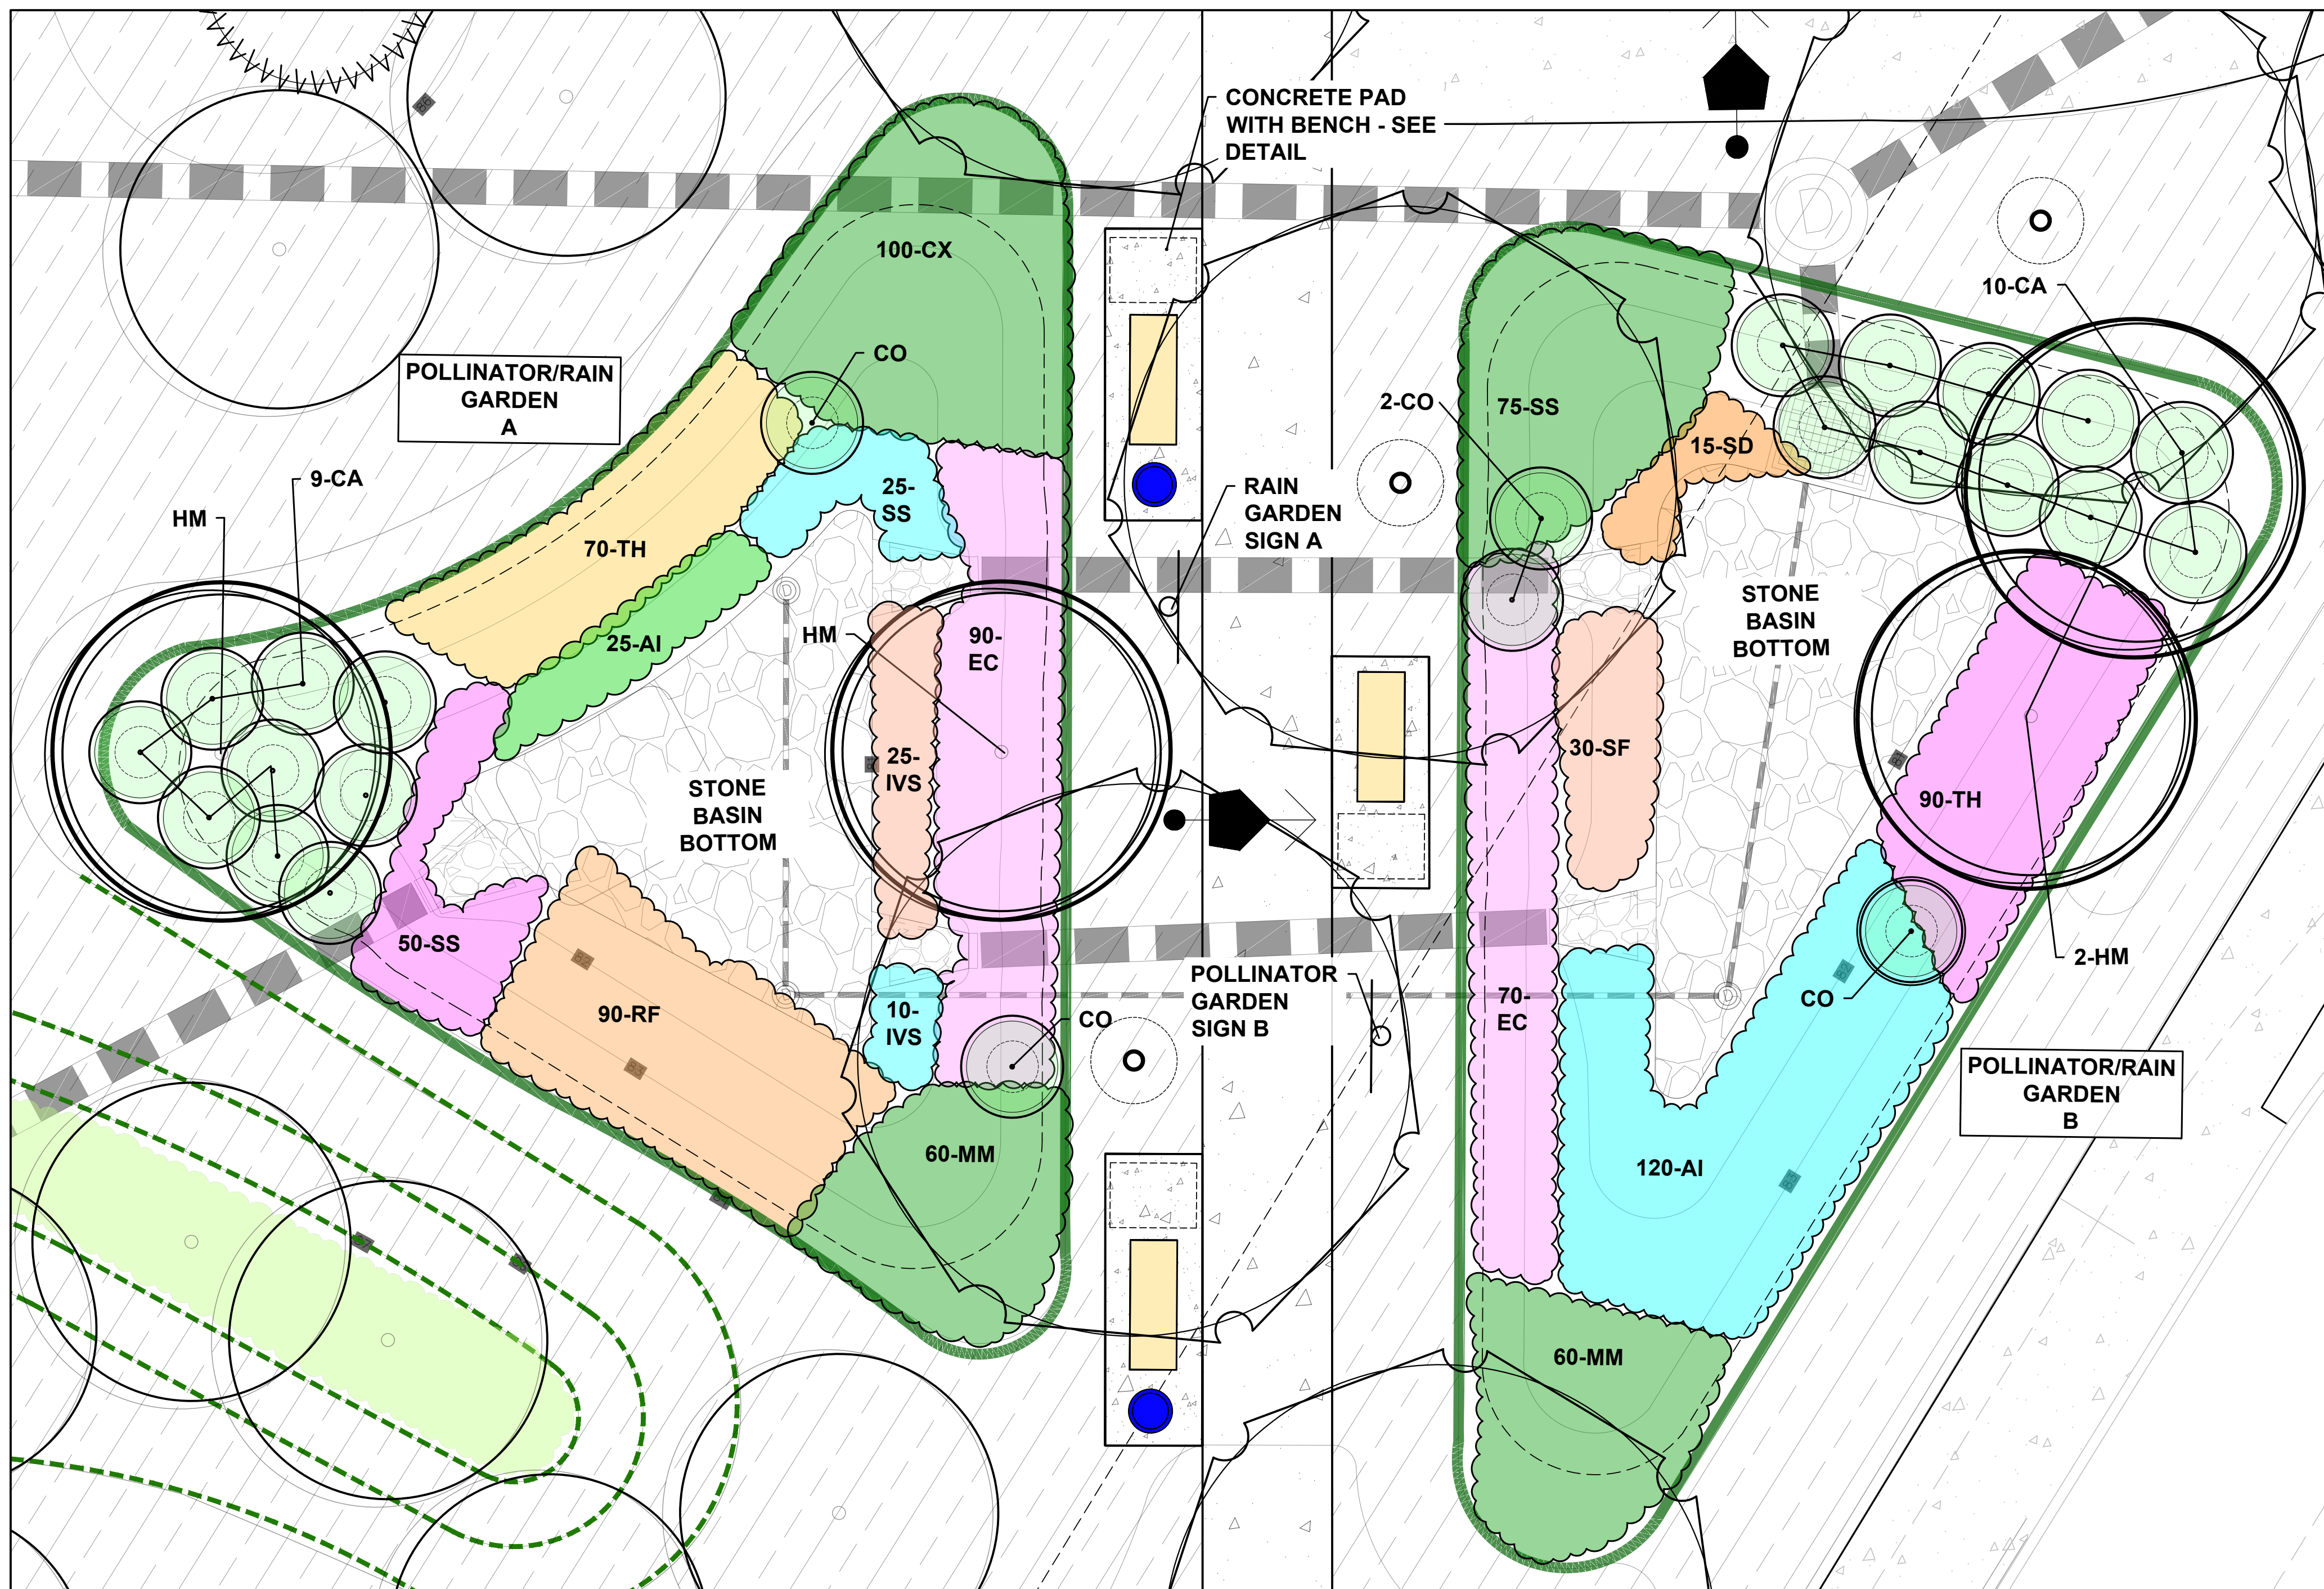 CONCRETE PAD
WITH BENCH - SEE
DETAIL
86
100-CX
10-CA
CO
POLLINATOR/RAIN
GARDEN
A
2-CO
75-SS
15-SD
9-CA
HM
25-
SS
RAIN
GARDEN
SIGN A
70-TH
STONE
BASIN
BOTTOM
25-AI
HM
90-
EC
25-
IVS
30-SF
STONE
BASIN
BOTTOM
90-TH
50-SS
82
90-RF
10-
IVS
CO
POLLINATOR
GARDEN
SIGN B
70-
EC
CO
2-HM
D
83
POLLINATOR/RAIN
GARDEN
B
60-MM
120-AI
60-MM